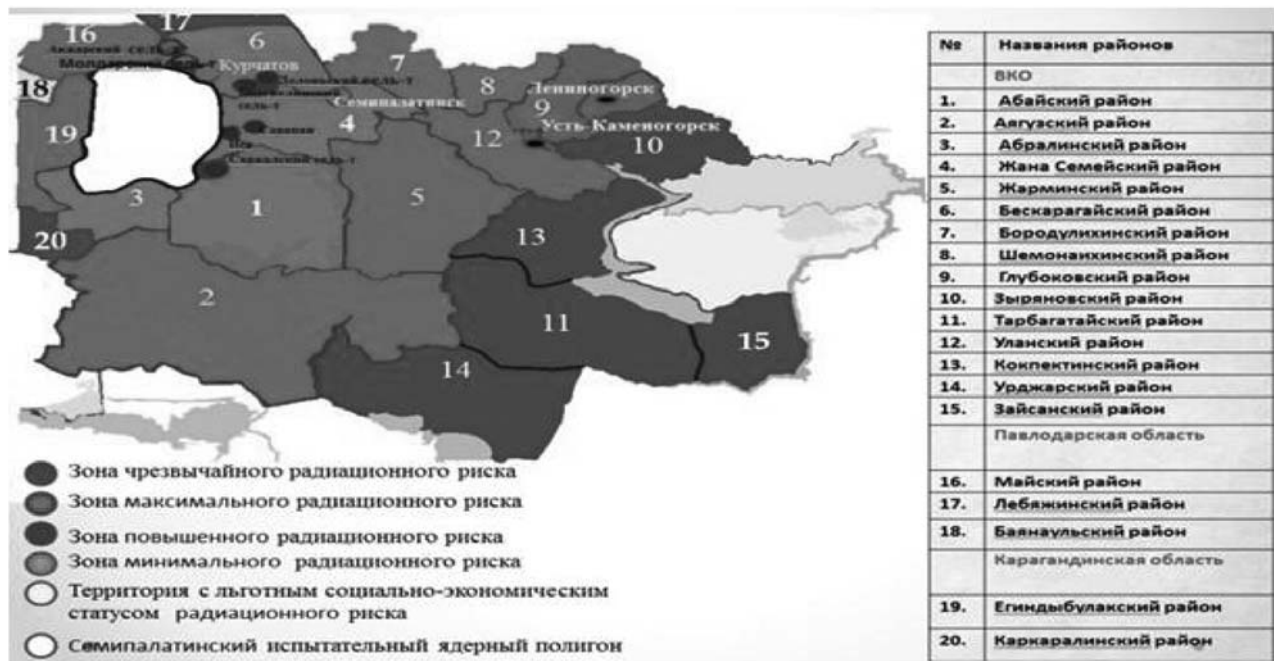 16
17
6
7
8
9
Курчатов
18
Семипалатинск
Лениногорск
19
4
12
Усть-Каменогорск
10
3
1
5
13
20
2
11
15
14
Зона чрезвычайного радиационного риска
Зона максимального радиационного риска
Зона повышенного радиационного риска
Зона минимального радиационного риска
Территория с льготным социально-экономическим
статусом радиационного риска
Семипалатинский испытательный ядерный полигон
№ Названия районов
ВКО
1. Абайский район
2. Аягузский район
3. Абралинский район
4. Жана Семейский район
5. Жарминский район
6. Бескарагайский район
7. Бородулихинский район
8. Шемонаихинский район
9. Глубоковский район
10. Зыряновский район
11. Тарбагатайский район
12. Уланский район
13. Кокпектинский район
14. Урджарский район
15. Зайсанский район
Павлодарская область
16. Майский район
17. Лебяжинский район
18. Баянаульский район
Карагандинская область
19. Егиндыбулакский район
20. Каркаралинский район